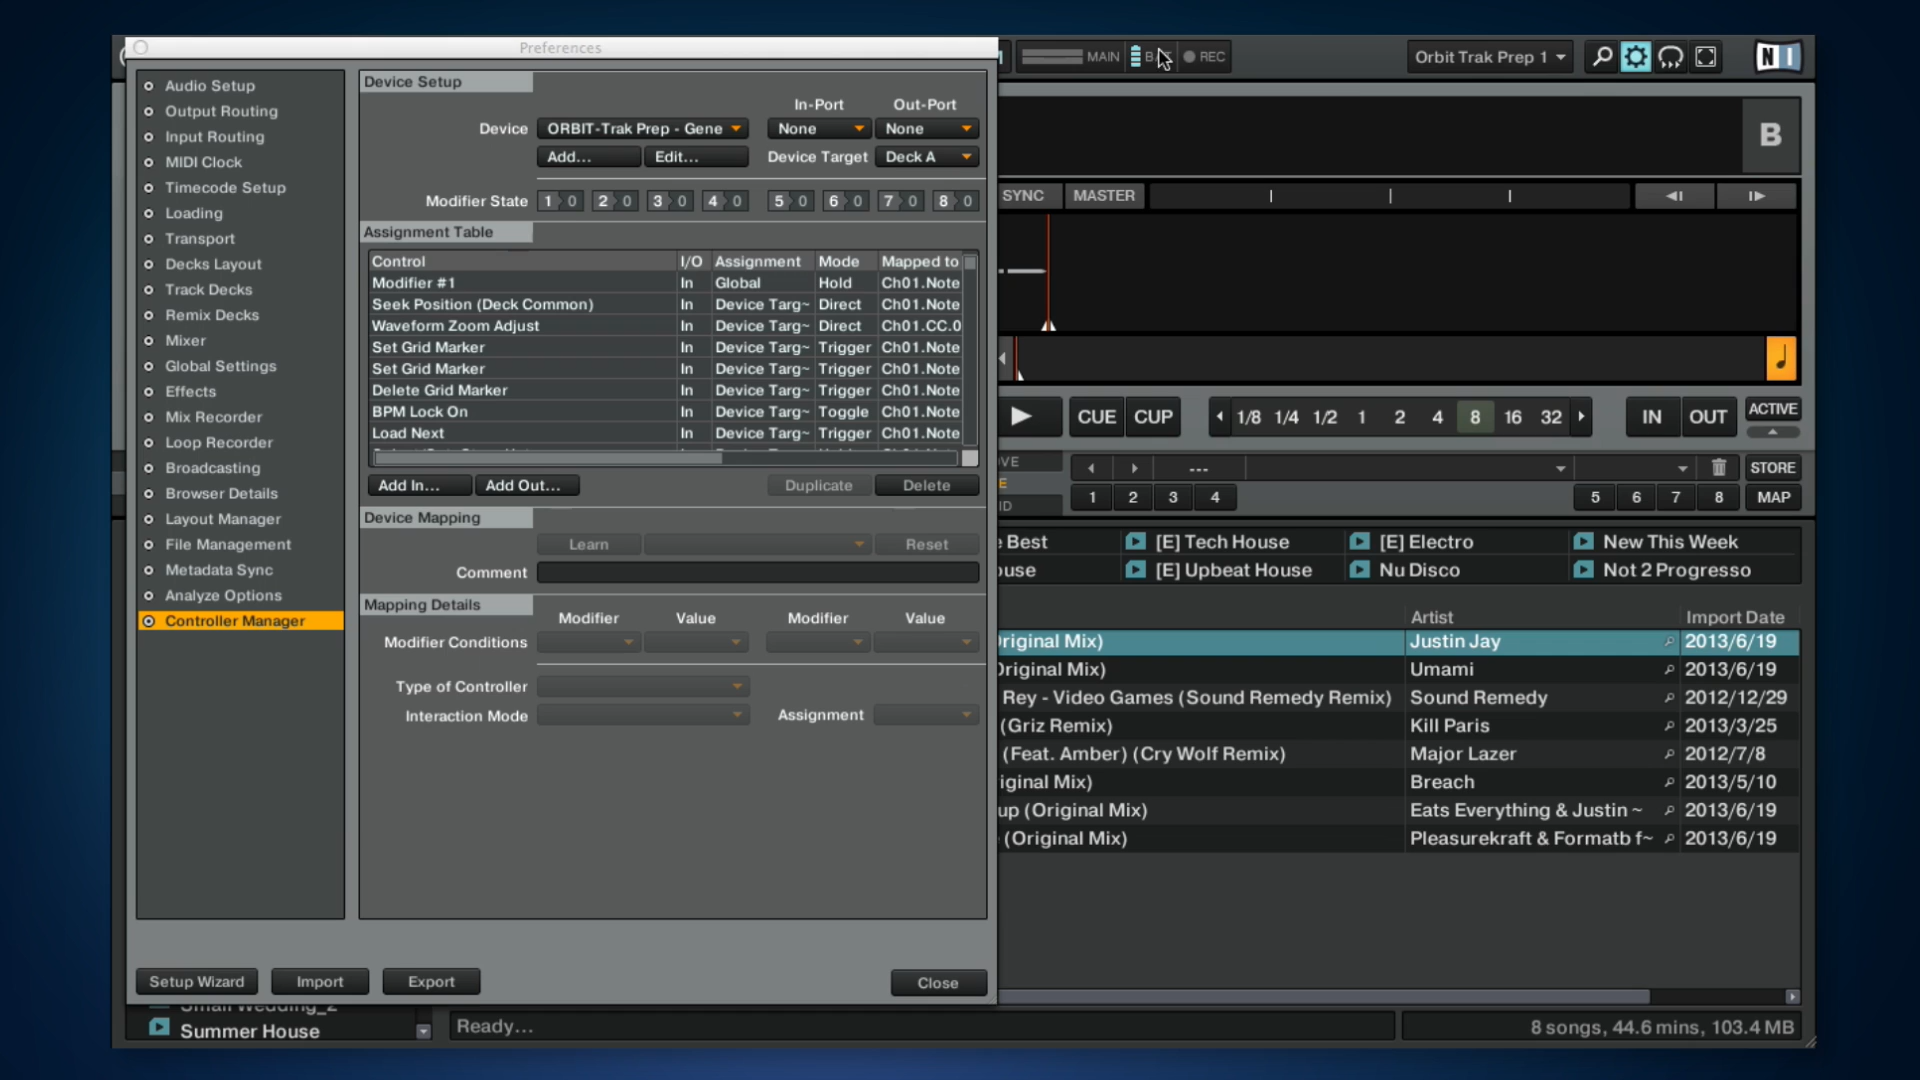 Preferences
MAIN
REC
Orbit Trak Prep 1
Audio Setup
Output Routing
Input Routing
MIDI Clock
Timecode Setup
Loading
Transport
Decks Layout
Track Decks
Remix Decks
Mixer
Global Settings
Effects
Mix Recorder
Loop Recorder
Broadcasting
Browser Details
Layout Manager
File Management
Metadata Sync
Analyze Options
Controller Manager
Device Setup
In-Port Out-Port
Device ORBIT-Trak Prep - Gene None None
Add... Edit... Device Target Deck A
Modifier State 1 0 2 0 3 0 4 0 5 0 6 0 7 0 8 0
Assignment Table
Control I/O Assignment Mode Mapped to
Modifier #1 In Global Hold Ch01.Note
Seek Position (Deck Common) In Device Targ~ Direct Ch01.Note
Waveform Zoom Adjust In Device Targ~ Direct Ch01.CC.0
Set Grid Marker In Device Targ~ Trigger Ch01.Note
Set Grid Marker In Device Targ~ Trigger Ch01.Note
Delete Grid Marker In Device Targ~ Trigger Ch01.Note
BPM Lock On In Device Targ~ Toggle Ch01.Note
Load Next In Device Targ~ Trigger Ch01.Note
Add In... Add Out... Duplicate Delete
Device Mapping
Learn Reset
Comment
Mapping Details
Modifier Value Modifier Value
Modifier Conditions
Type of Controller
Interaction Mode Assignment
Setup Wizard Import Export Close
B
SYNC MASTER
CUE CUP 1/8 1/4 1/2 1 2 4 8 16 32 IN OUT ACTIVE
--- STORE
1 2 3 4 5 6 7 8 MAP
Best [E] Tech House [E] Electro New This Week
[E] Upbeat House Nu Disco Not 2 Progresso
Artist Import Date
riginal Mix) Justin Jay 2013/6/19
Original Mix) Umami 2013/6/19
Rey - Video Games (Sound Remedy Remix) Sound Remedy 2012/12/29
(Griz Remix) Kill Paris 2013/3/25
(Feat. Amber) (Cry Wolf Remix) Major Lazer 2012/7/8
iginal Mix) Breach 2013/5/10
up (Original Mix) Eats Everything & Justin ~ 2013/6/19
(Original Mix) Pleasurekraft & Formatb f~ 2013/6/19
Summer House
Ready...
8 songs, 44.6 mins, 103.4 MB